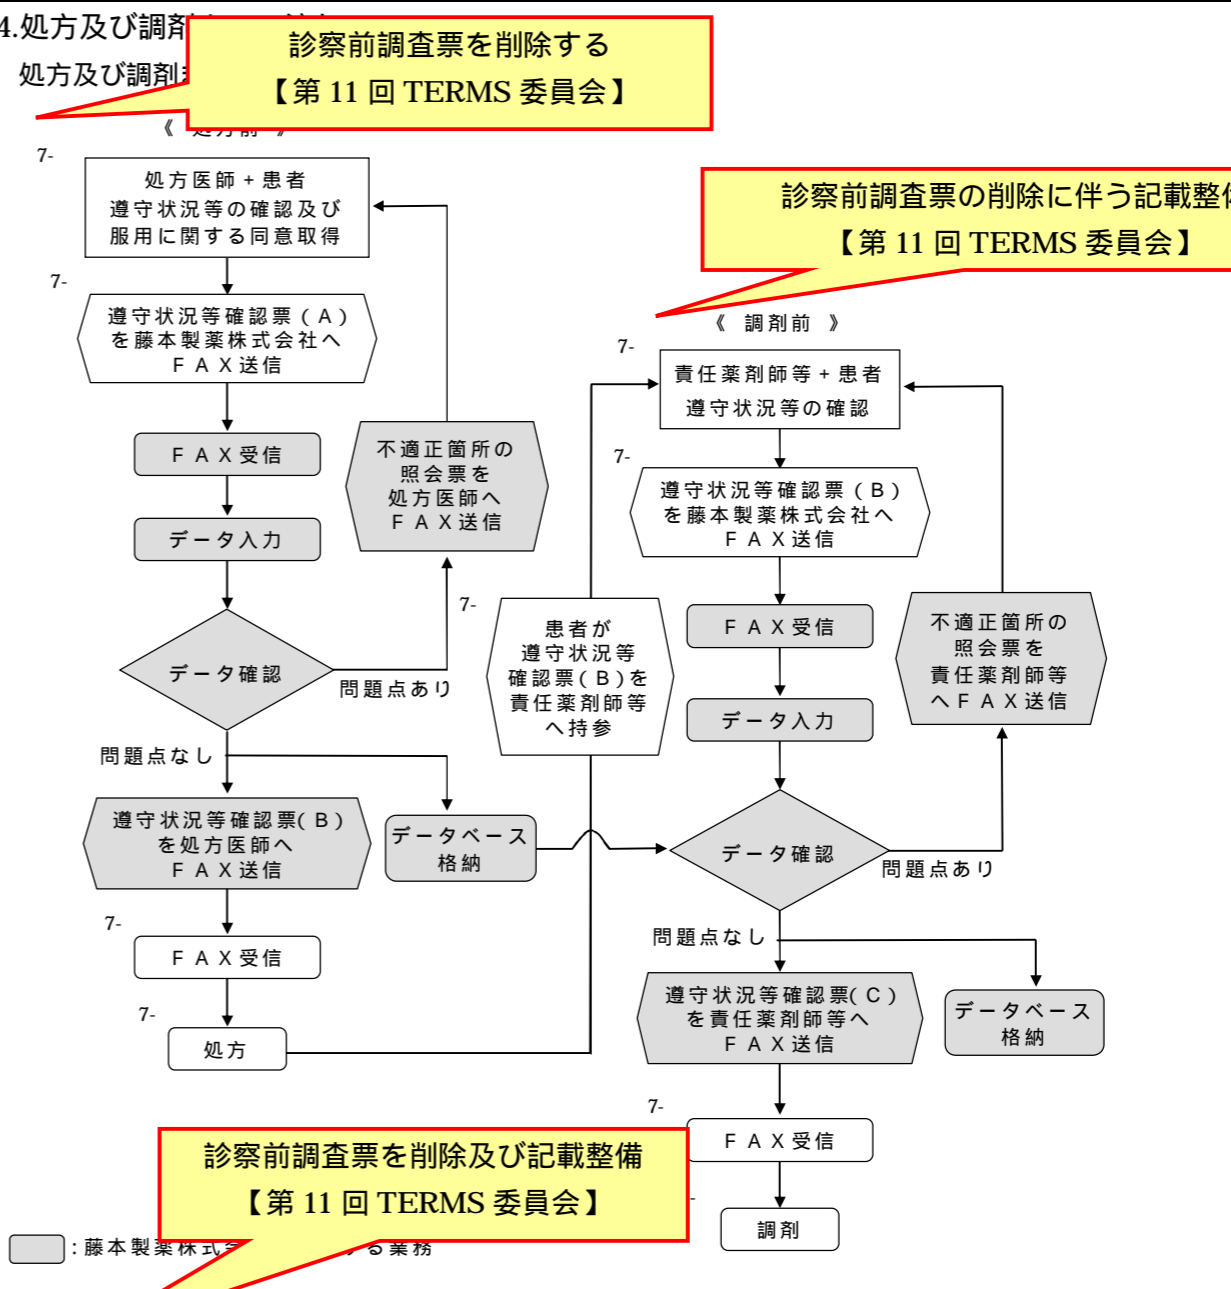 4.処方及び調剤
処方及び調剤
診察前調査票を削除する
【第 11 回 TERMS 委員会】
《 処方前 》
7-
処方医師+患者
遵守状況等の確認及び
服用に関する同意取得
7-
遵守状況等確認票(A)
を藤本製薬株式会社へ
FAX送信
FAX受信
データ入力
データ確認
問題点あり
7-
不適正箇所の
照会票を
処方医師へ
FAX送信
問題点なし
遵守状況等確認票(B)
を処方医師へ
FAX送信
データベース
格納
7-
FAX受信
7-
処方
患者が
遵守状況等
確認票(B)を
責任薬剤師等
へ持参
診察前調査票の削除に伴う記載整
【第 11 回 TERMS 委員会】
《 調剤前 》
7-
責任薬剤師等+患者
遵守状況等の確認
7-
遵守状況等確認票(B)
を藤本製薬株式会社へ
FAX送信
FAX受信
データ入力
データ確認
問題点あり
不適正箇所の
照会票を
責任薬剤師等
へFAX送信
問題点なし
遵守状況等確認票(C)
を責任薬剤師等へ
FAX送信
データベース
格納
7-
FAX受信
-
調剤
診察前調査票を削除及び記載整備
【第 11 回 TERMS 委員会】
:藤本製薬株式 する業務